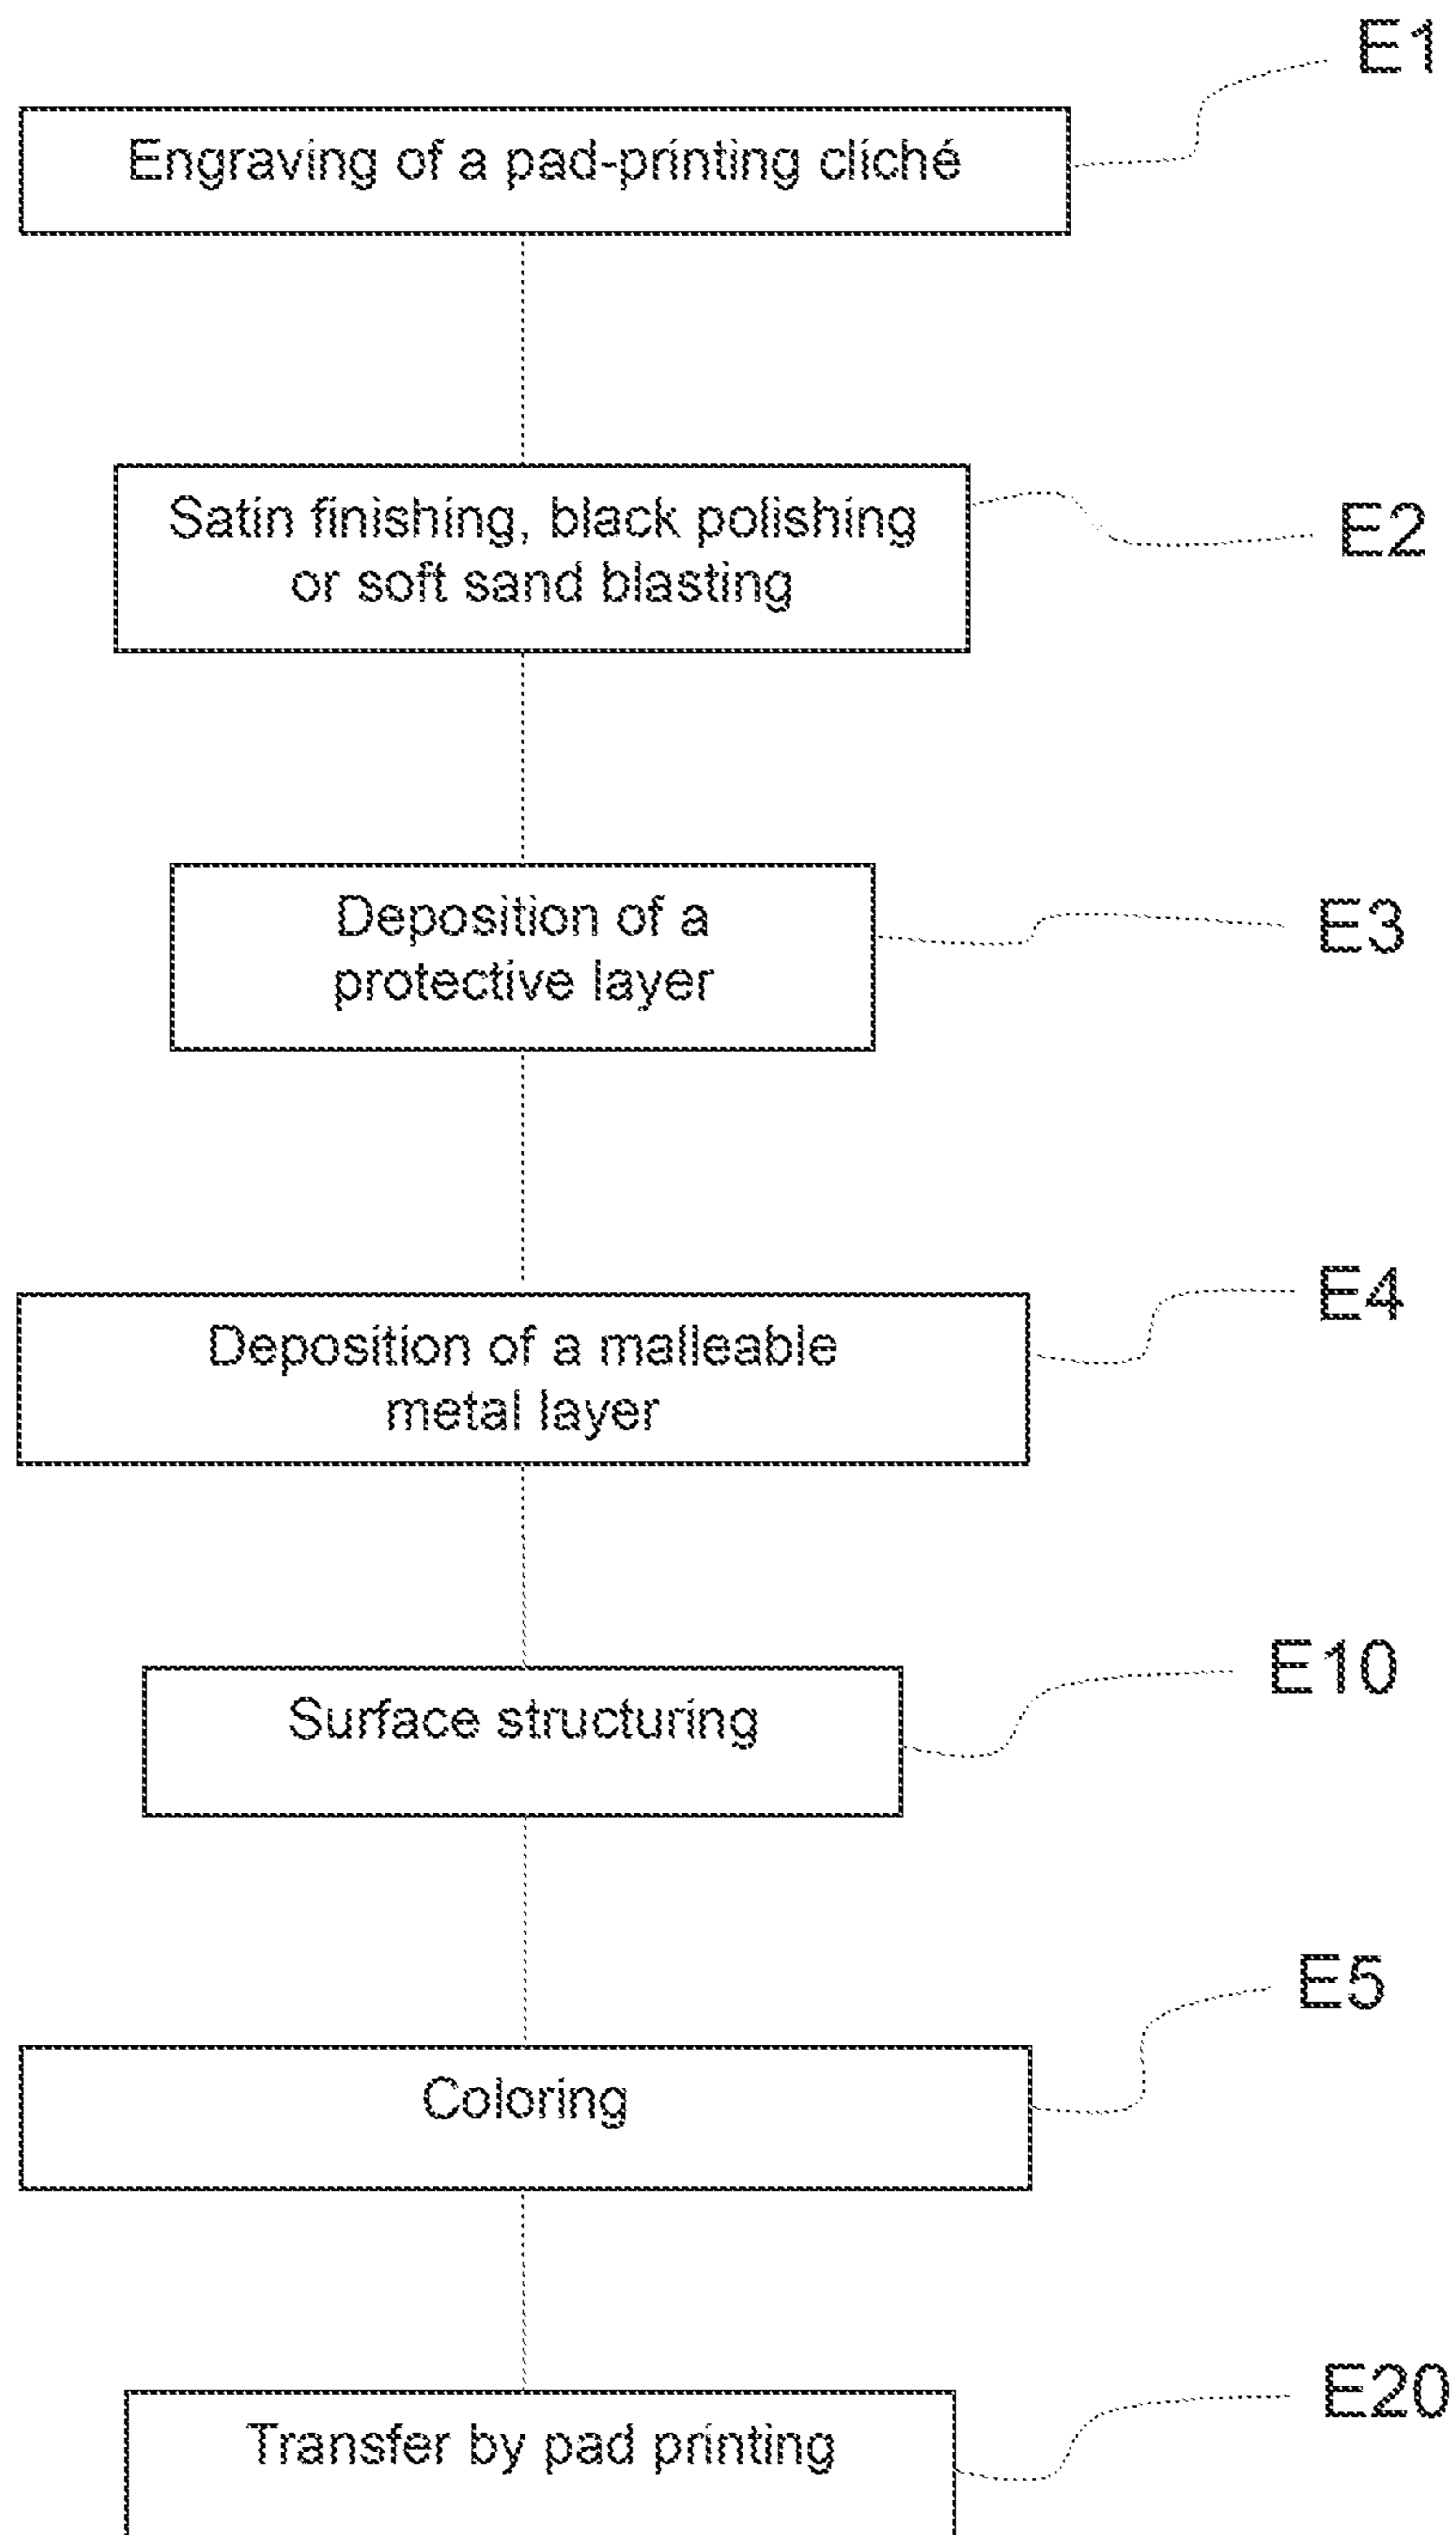 E1
Engraving of a pad-printing cliché
Satin finishing, black polishing
or soft sand blasting
E2
Deposition of a
protective layer
E3
E4
Deposition of a malleable
metal layer
E10
Surface structuring
E5
Coloring
E20
Transfer by pad printing